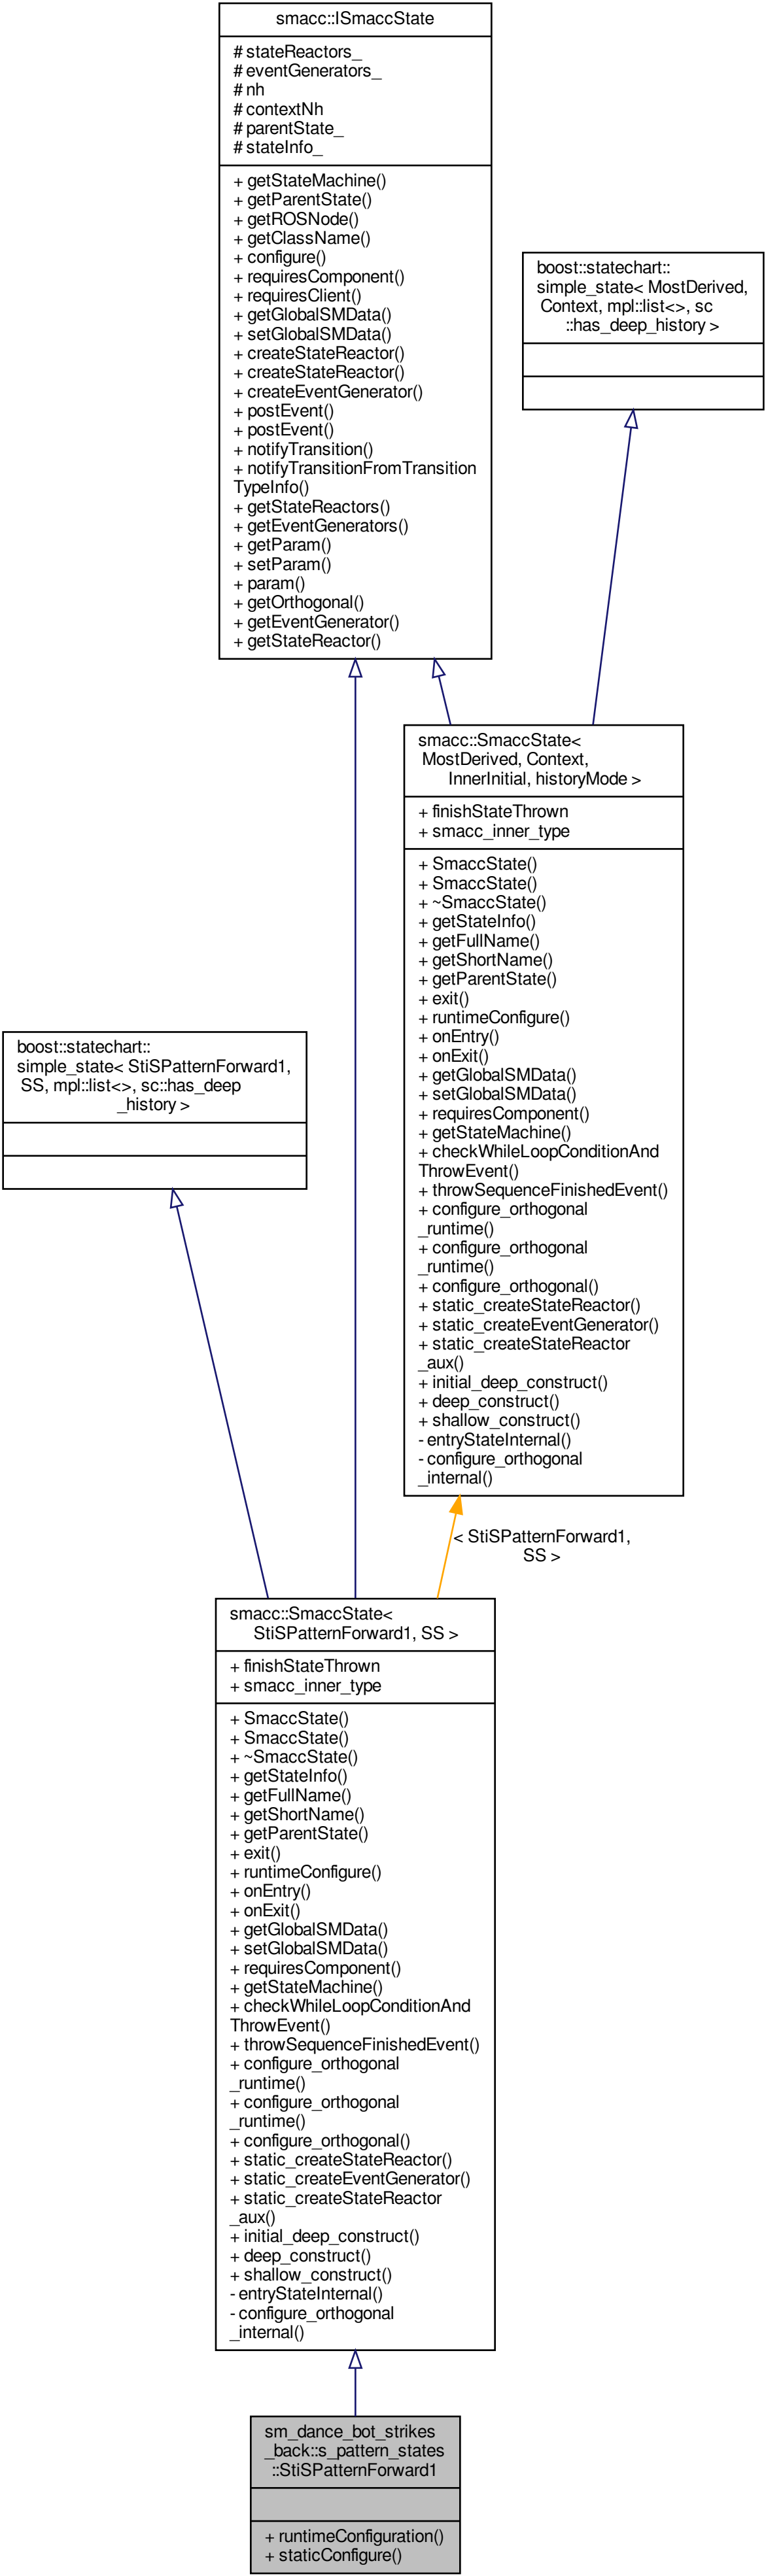 smacc::ISmaccState
# stateReactors_
# eventGenerators_
# nh
# contextNh
# parentState_
# stateInfo_
+ getStateMachine()
+ getParentState()
+ getROSNode()
+ getClassName()
+ configure()
+ requiresComponent()
+ requiresClient()
+ getGlobalSMData()
+ setGlobalSMData()
+ createStateReactor()
+ createStateReactor()
+ createEventGenerator()
+ postEvent()
+ postEvent()
+ notifyTransition()
+ notifyTransitionFromTransition
TypeInfo()
+ getStateReactors()
+ getEventGenerators()
+ getParam()
+ setParam()
+ param()
+ getOrthogonal()
+ getEventGenerator()
+ getStateReactor()
boost::statechart::
simple_state< MostDerived,
Context, mpl::list<>, sc
::has_deep_history >
smacc::SmaccState<
MostDerived, Context,
InnerInitial, historyMode >
+ finishStateThrown
+ smacc_inner_type
+ SmaccState()
+ SmaccState()
+ ~SmaccState()
+ getStateInfo()
+ getFullName()
+ getShortName()
+ getParentState()
+ exit()
+ runtimeConfigure()
+ onEntry()
+ onExit()
+ getGlobalSMData()
+ setGlobalSMData()
+ requiresComponent()
+ getStateMachine()
+ checkWhileLoopConditionAnd
ThrowEvent()
+ throwSequenceFinishedEvent()
+ configure_orthogonal
_runtime()
+ configure_orthogonal
_runtime()
+ configure_orthogonal()
+ static_createStateReactor()
+ static_createEventGenerator()
+ static_createStateReactor
_aux()
+ initial_deep_construct()
+ deep_construct()
+ shallow_construct()
- entryStateInternal()
- configure_orthogonal
_internal()
boost::statechart::
simple_state< StiSPatternForward1,
SS, mpl::list<>, sc::has_deep
_history >
< StiSPatternForward1,
SS >
smacc::SmaccState<
StiSPatternForward1, SS >
+ finishStateThrown
+ smacc_inner_type
+ SmaccState()
+ SmaccState()
+ ~SmaccState()
+ getStateInfo()
+ getFullName()
+ getShortName()
+ getParentState()
+ exit()
+ runtimeConfigure()
+ onEntry()
+ onExit()
+ getGlobalSMData()
+ setGlobalSMData()
+ requiresComponent()
+ getStateMachine()
+ checkWhileLoopConditionAnd
ThrowEvent()
+ throwSequenceFinishedEvent()
+ configure_orthogonal
_runtime()
+ configure_orthogonal
_runtime()
+ configure_orthogonal()
+ static_createStateReactor()
+ static_createEventGenerator()
+ static_createStateReactor
_aux()
+ initial_deep_construct()
+ deep_construct()
+ shallow_construct()
- entryStateInternal()
- configure_orthogonal
_internal()
sm_dance_bot_strikes
_back::s_pattern_states
::StiSPatternForward1
+ runtimeConfiguration()
+ staticConfigure()